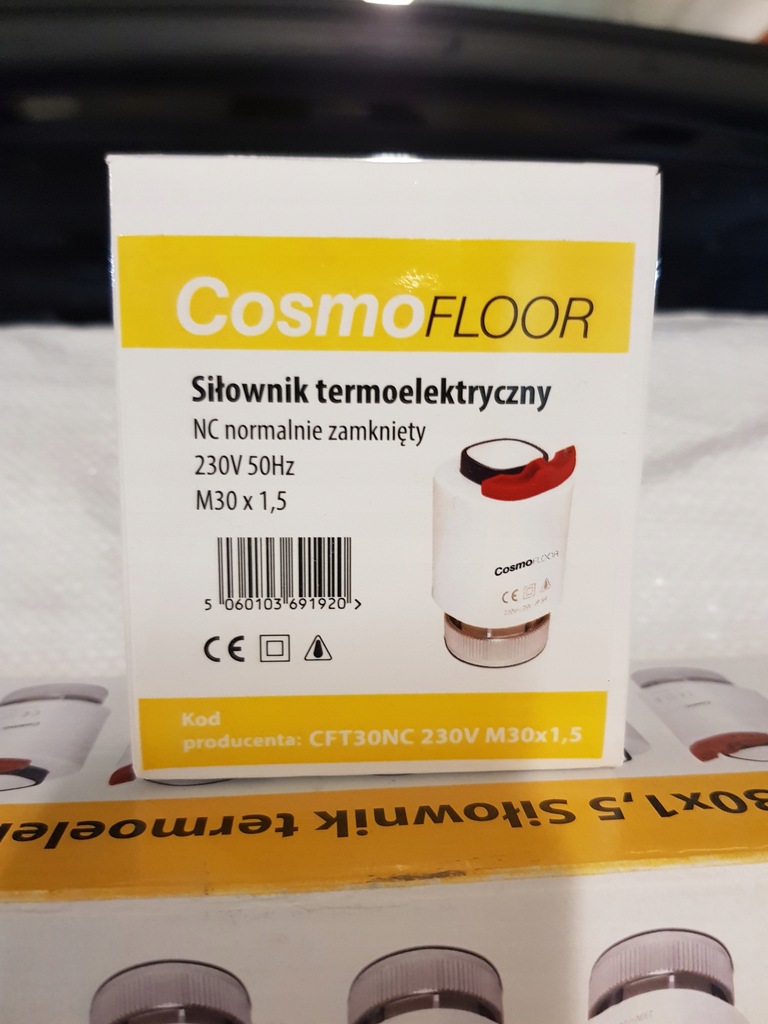 CosmoFLOOR
Siłownik termoelektryczny
NC normalnie zamknięty
230V 50Hz
M30 x 1,5
CosmoFLOOR
CE
5 060103 691920 >
CE
Kod
producenta: CFT30NC 230V M30x1,5
30x1,5 Siłownik termoelek